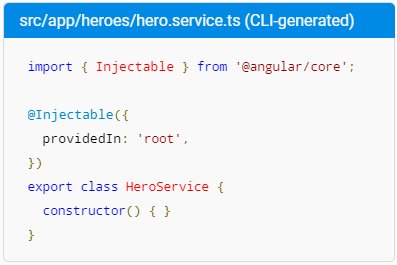 src/app/heroes/hero.service.ts (CLI-generated)
import { Injectable } from '@angular/core';
@Injectable({
  providedIn: 'root',
})
export class HeroService {
  constructor() { }
}